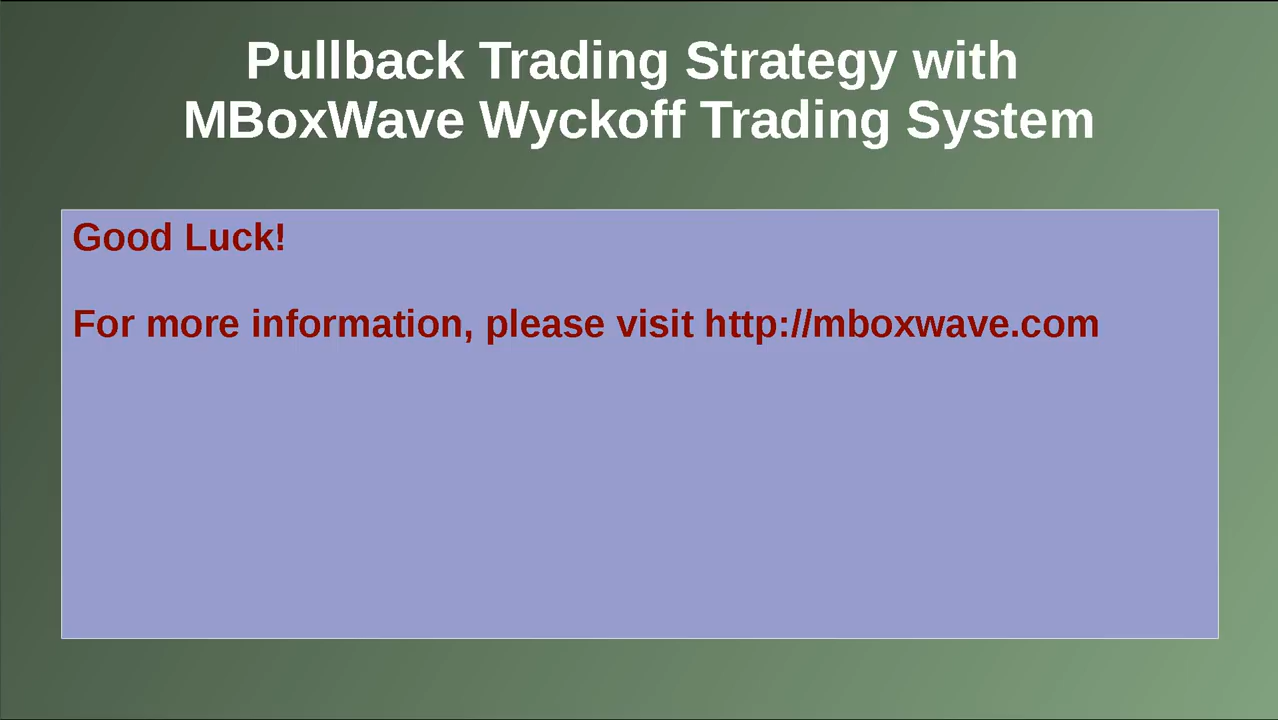 Pullback Trading Strategy with
MBoxWave Wyckoff Trading System
Good Luck!
For more information, please visit http://mboxwave.com